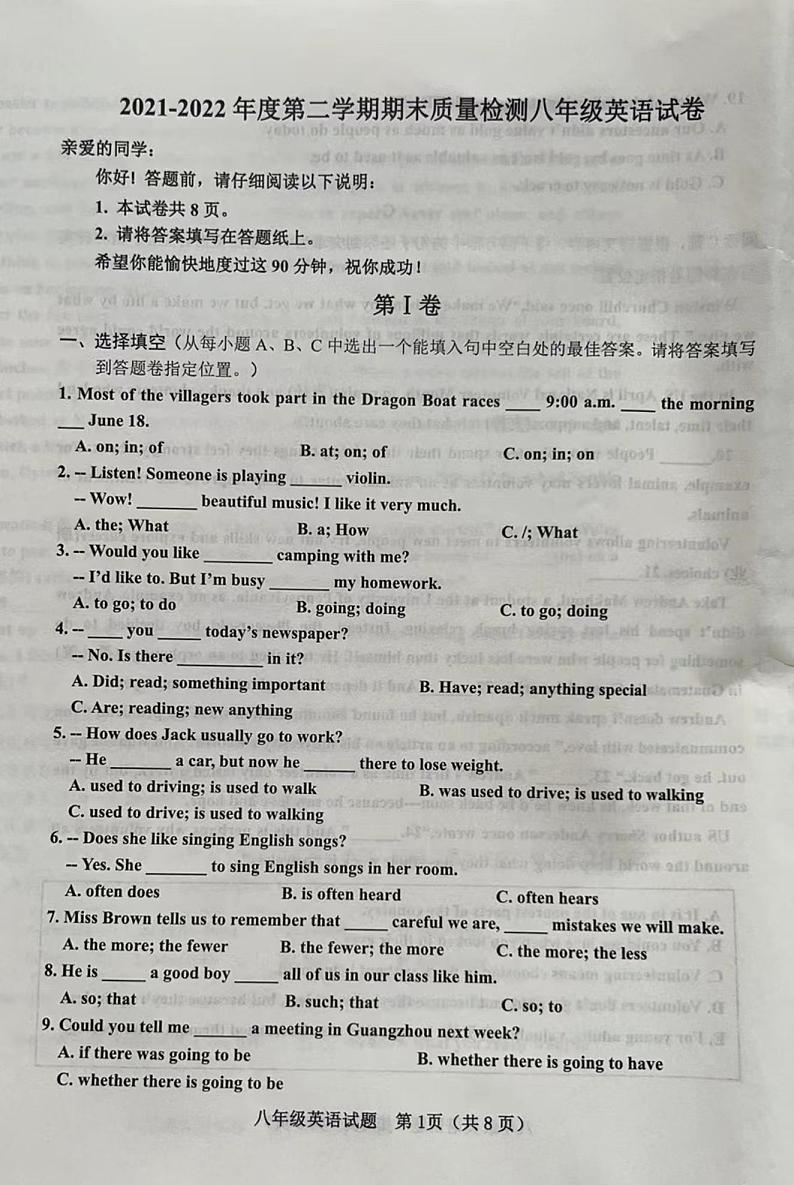 2021-2022 年度第二学期期末质量检测八年级英语试卷
亲爱的同学：
你好！答题前，请仔细阅读以下说明：
1. 本试卷共 8 页。
2. 请将答案填写在答题纸上。
希望你能愉快地度过这 90 分钟，祝你成功！
第 I 卷
一、选择填空（从每小题 A、B、C 中选出一个能填入句中空白处的最佳答案。请将答案填写
到答题卷指定位置。）
1. Most of the villagers took part in the Dragon Boat races ____ 9:00 a.m. ____ the morning
___ June 18.
A. on; in; of B. at; on; of C. on; in; on
2. -- Listen! Someone is playing ______ violin.
-- Wow! _______ beautiful music! I like it very much.
A. the; What B. a; How C. /; What
3. -- Would you like ________ camping with me?
-- I'd like to. But I'm busy _______ my homework.
A. to go; to do B. going; doing C. to go; doing
4. -- ____ you _____ today's newspaper?
-- No. Is there __________ in it?
A. Did; read; something important B. Have; read; anything special
C. Are; reading; new anything
5. -- How does Jack usually go to work?
-- He _______ a car, but now he ______ there to lose weight.
A. used to driving; is used to walk B. was used to drive; is used to walking
C. used to drive; is used to walking
6. -- Does she like singing English songs?
-- Yes. She _______ to sing English songs in her room.
A. often does B. is often heard C. often hears
7. Miss Brown tells us to remember that _____ careful we are, _____ mistakes we will make.
A. the more; the fewer B. the fewer; the more C. the more; the less
8. He is _____ a good boy _____ all of us in our class like him.
A. so; that B. such; that C. so; to
9. Could you tell me ______ a meeting in Guangzhou next week?
A. if there was going to be B. whether there is going to have
C. whether there is going to be
八年级英语试题 第 1页（共 8 页）